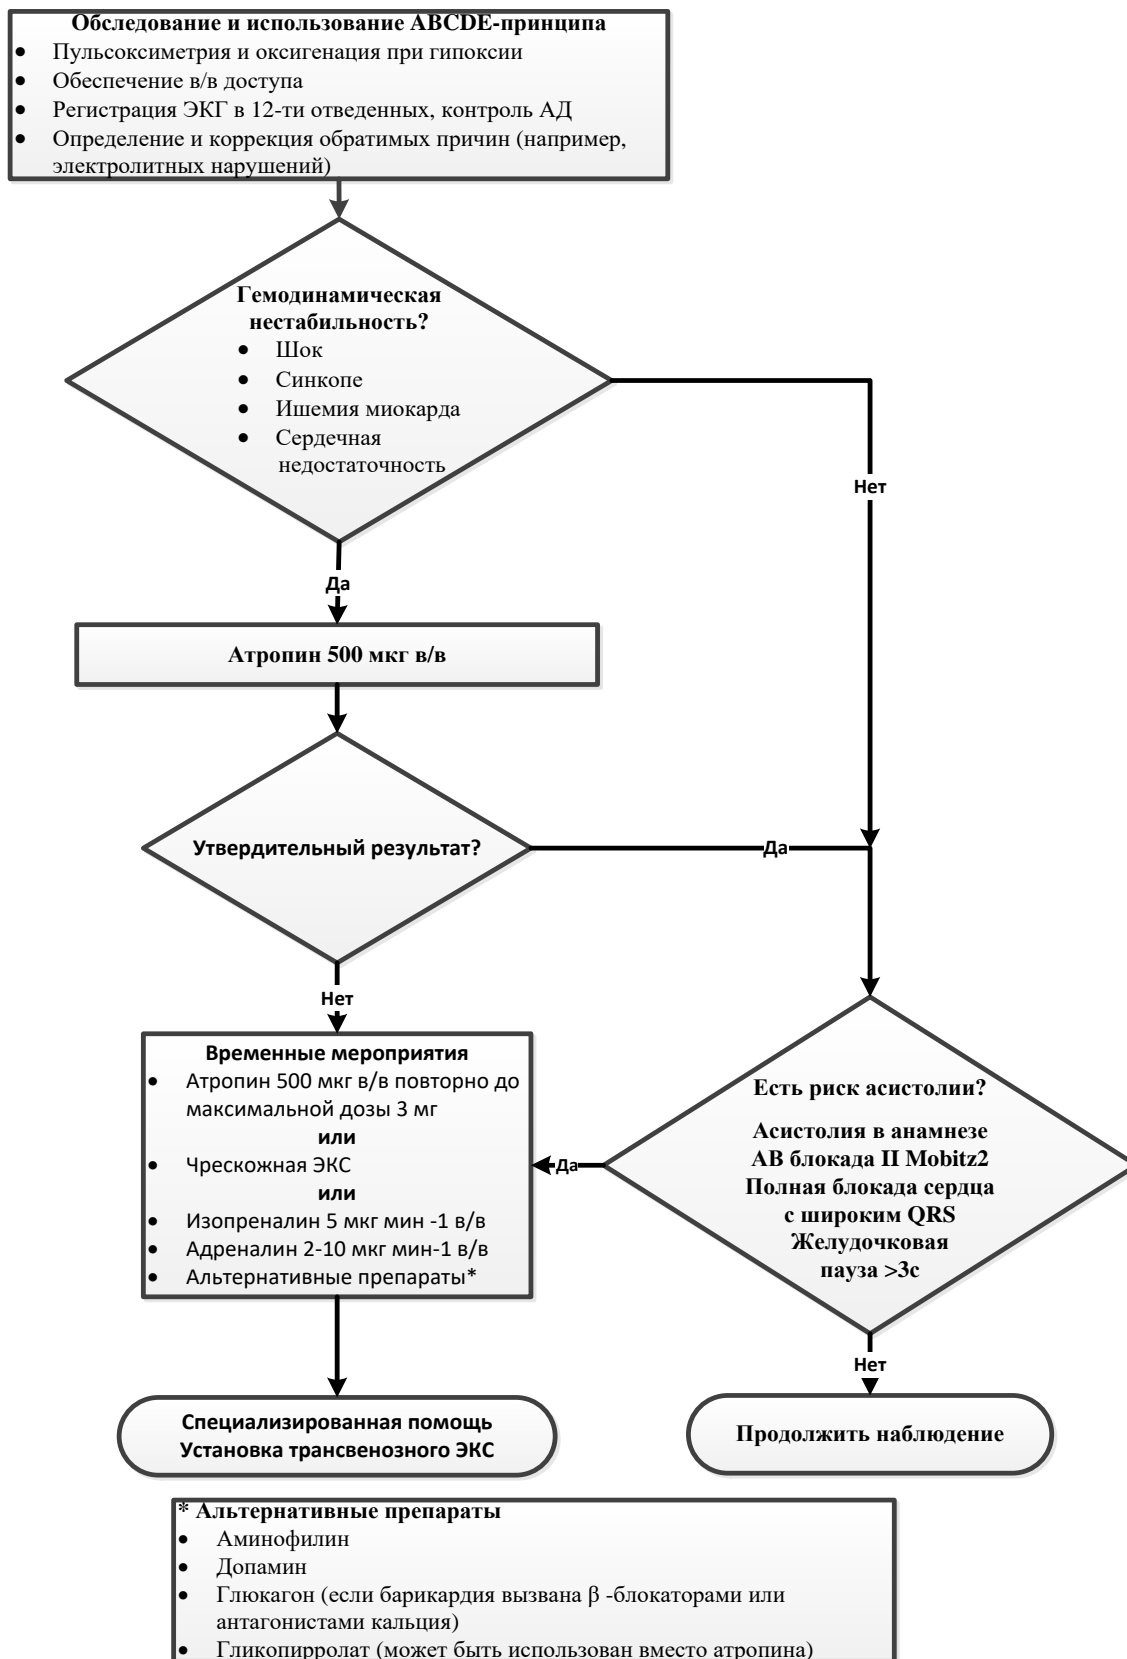 Обследование и использование ABCDE-принципа
• Пульсоксиметрия и оксигенация при гипоксии
• Обеспечение в/в доступа
• Регистрация ЭКГ в 12-ти отведенных, контроль АД
• Определение и коррекция обратимых причин (например,
электролитных нарушений)
Гемодинамическая
нестабильность?
• Шок
• Синкопе
• Ишемия миокарда
• Сердечная
недостаточность
Нет
Да
Атропин 500 мкг в/в
Утвердительный результат?
Да
Нет
Временные мероприятия
• Атропин 500 мкг в/в повторно до
максимальной дозы 3 мг
или
• Чрескожная ЭКС
или
• Изопреналин 5 мкг мин -1 в/в
• Адреналин 2-10 мкг мин-1 в/в
• Альтернативные препараты*
Есть риск асистолии?
Асистолия в анамнезе
АВ блокада II Mobitz2
Полная блокада сердца
с широким QRS
Желудочковая
пауза >3с
Да
Нет
Специализированная помощь
Установка трансвенозного ЭКС
Продолжить наблюдение
* Альтернативные препараты
• Аминофилин
• Допамин
• Глюкагон (если барикардия вызвана β -блокаторами или
антагонистами кальция)
• Гликопирролат (может быть использован вместо атропина)